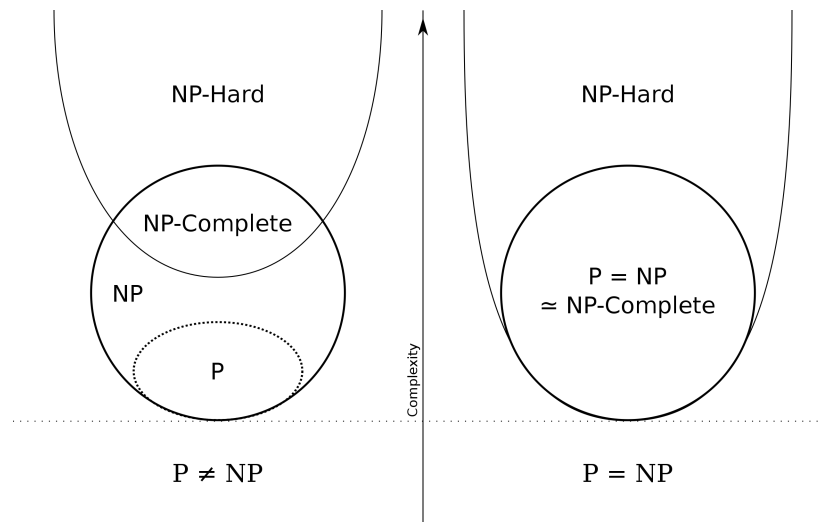 NP-Hard
NP-Complete
NP
P
P ≠ NP
Complexity
NP-Hard
P = NP
≃ NP-Complete
P = NP